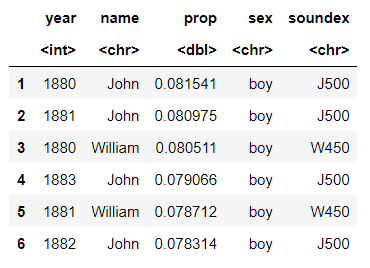 year name prop sex soundex
<int> <chr> <dbl> <chr> <chr>
1 1880 John 0.081541 boy J500
2 1881 John 0.080975 boy J500
3 1880 William 0.080511 boy W450
4 1883 John 0.079066 boy J500
5 1881 William 0.078712 boy W450
6 1882 John 0.078314 boy J500